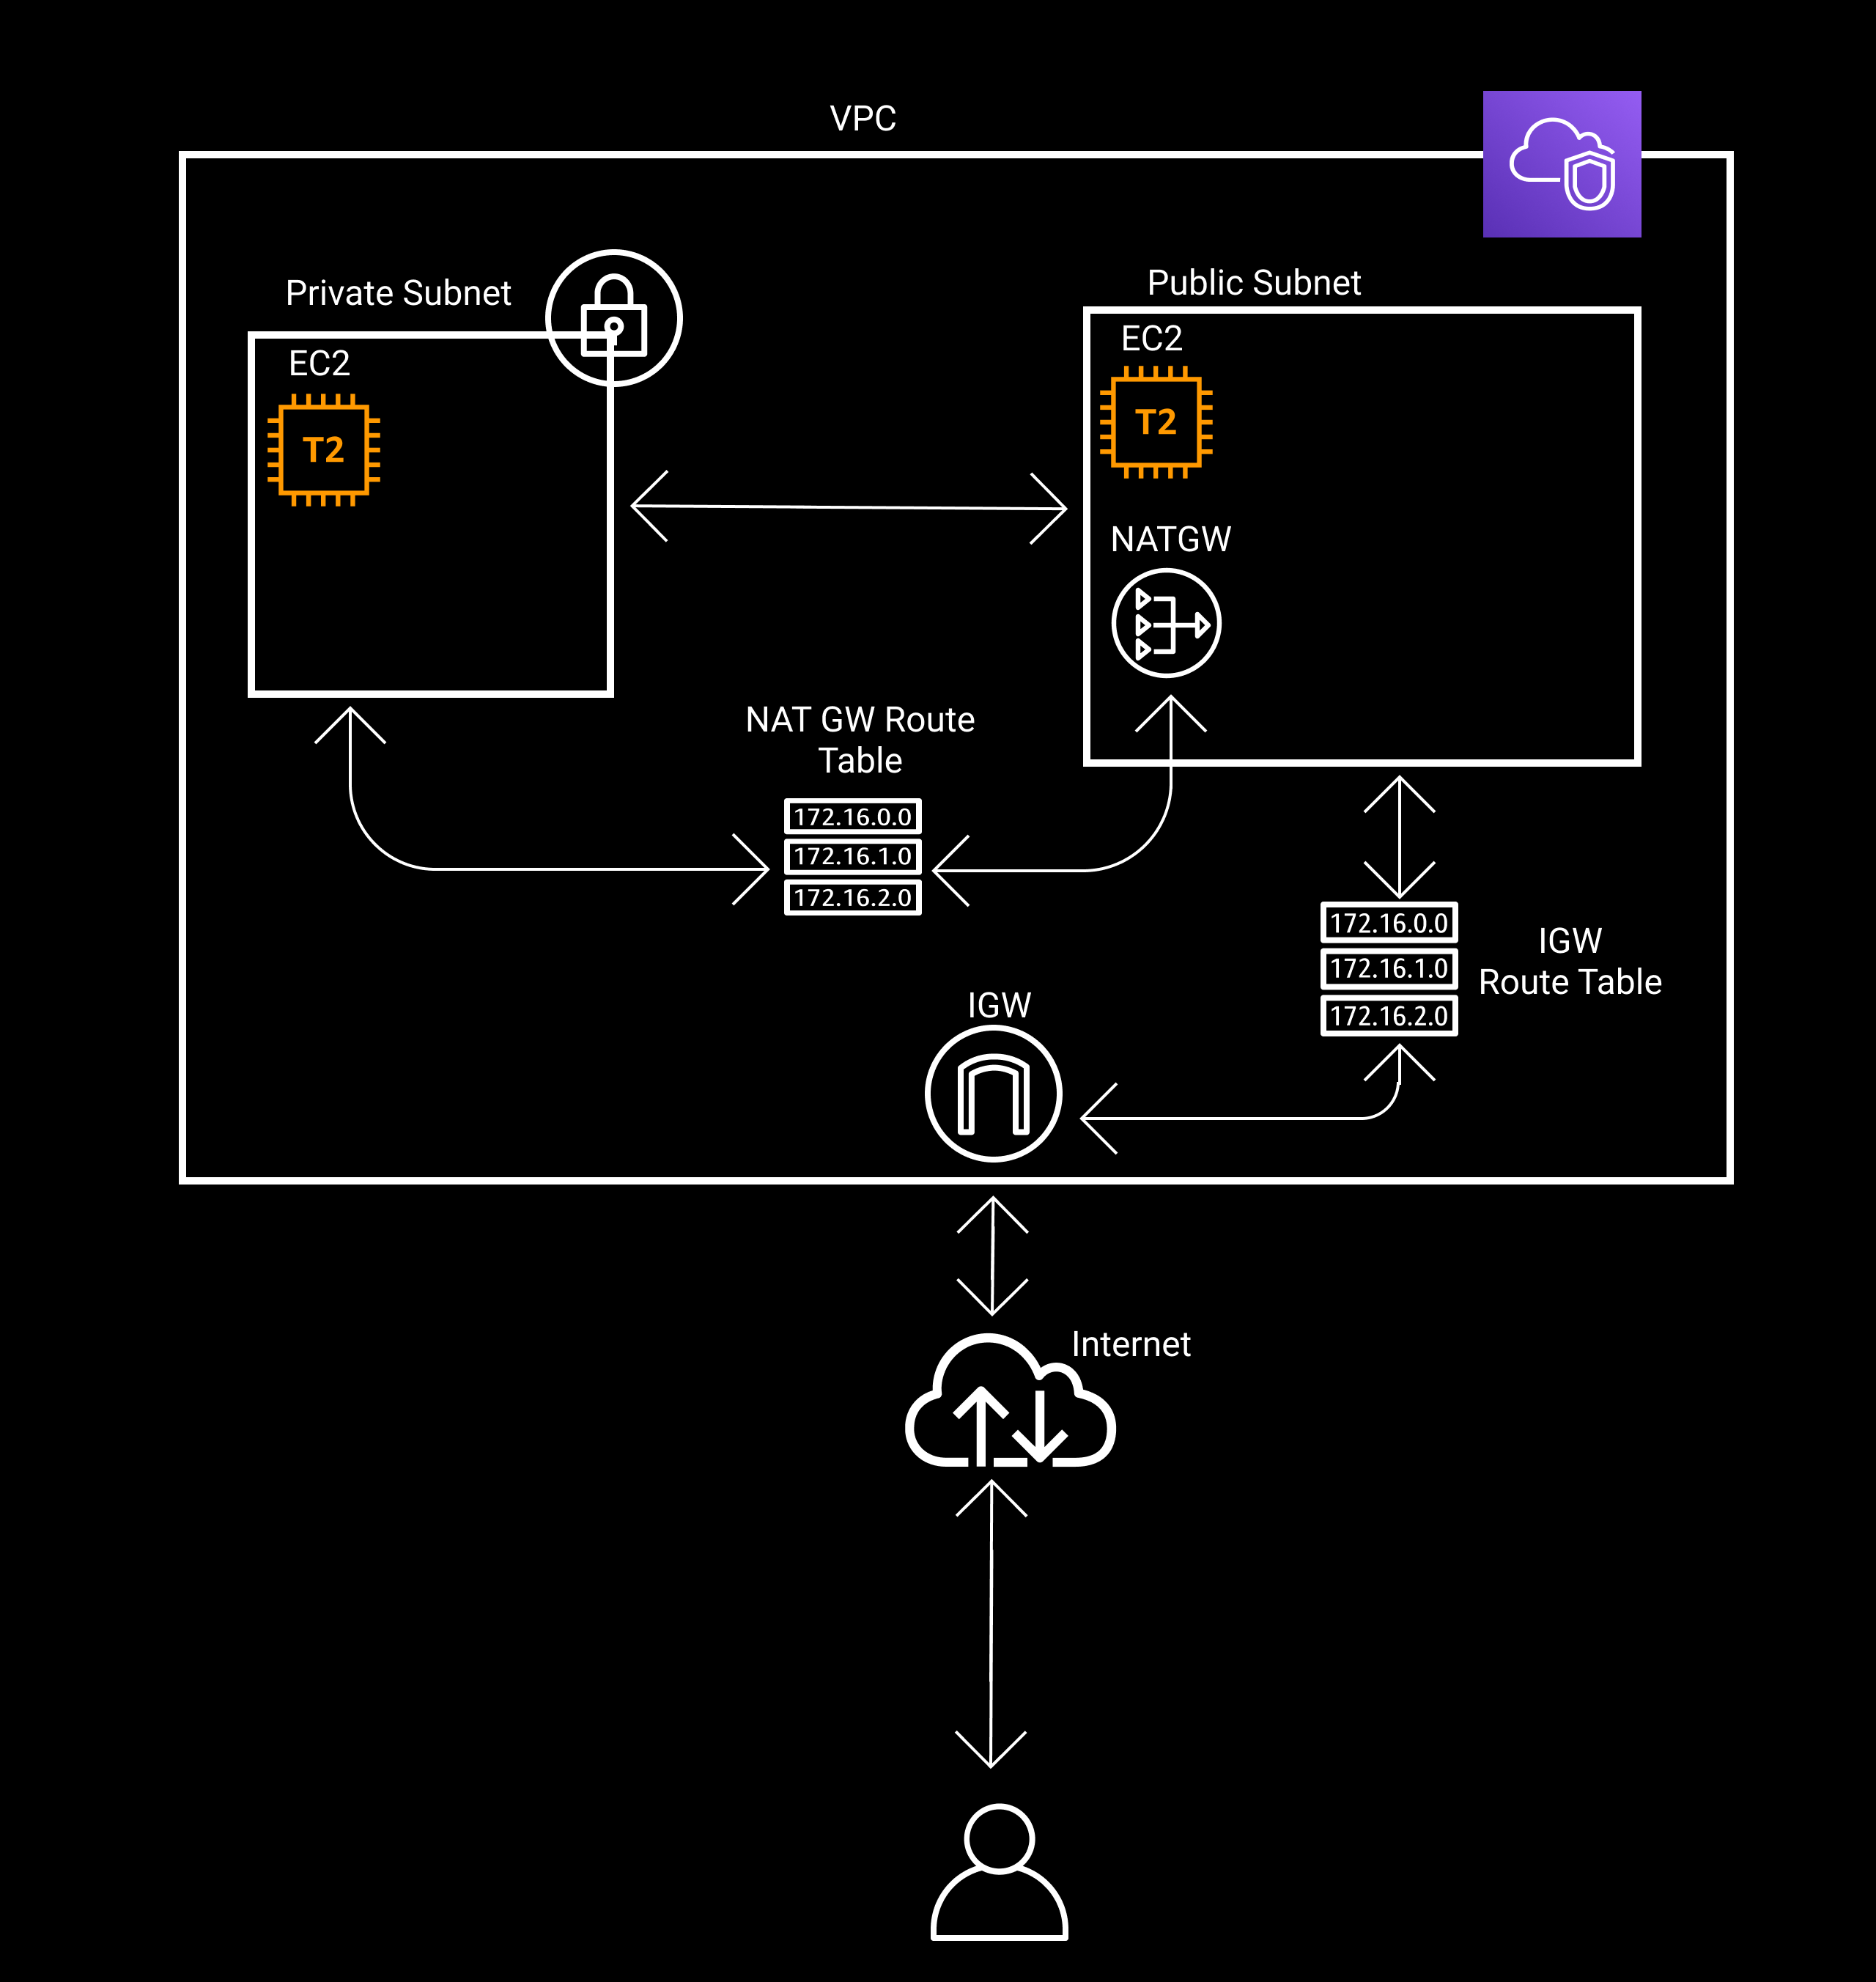 VPC
Private Subnet
Public Subnet
EC2
T2
EC2
T2
NATGW
NAT GW Route
Table
172.16.0.0
172.16.1.0
172.16.2.0
172.16.0.0
172.16.1.0
172.16.2.0
IGW
Route Table
IGW
Internet